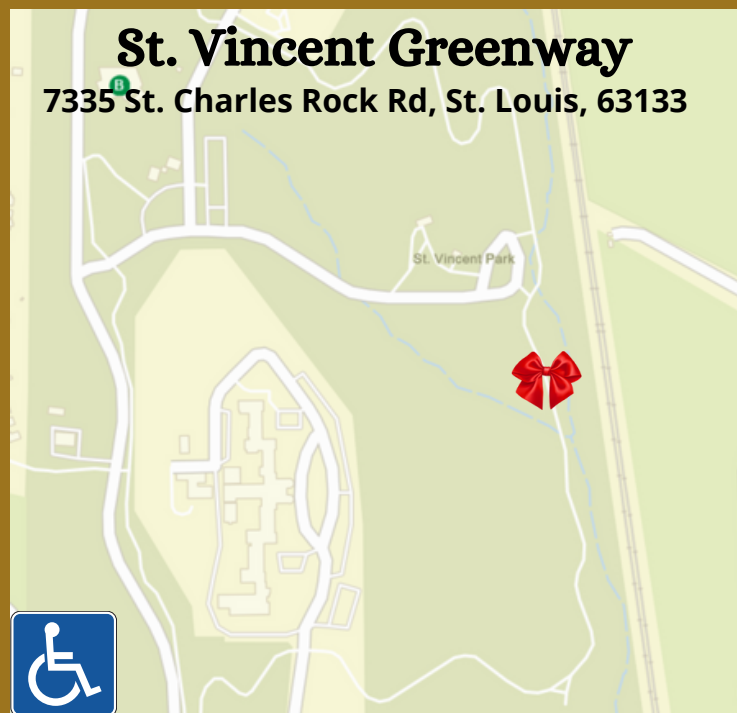 St. Vincent Greenway
B
7335 St. Charles Rock Rd, St. Louis, 63133
St. Vincent Park